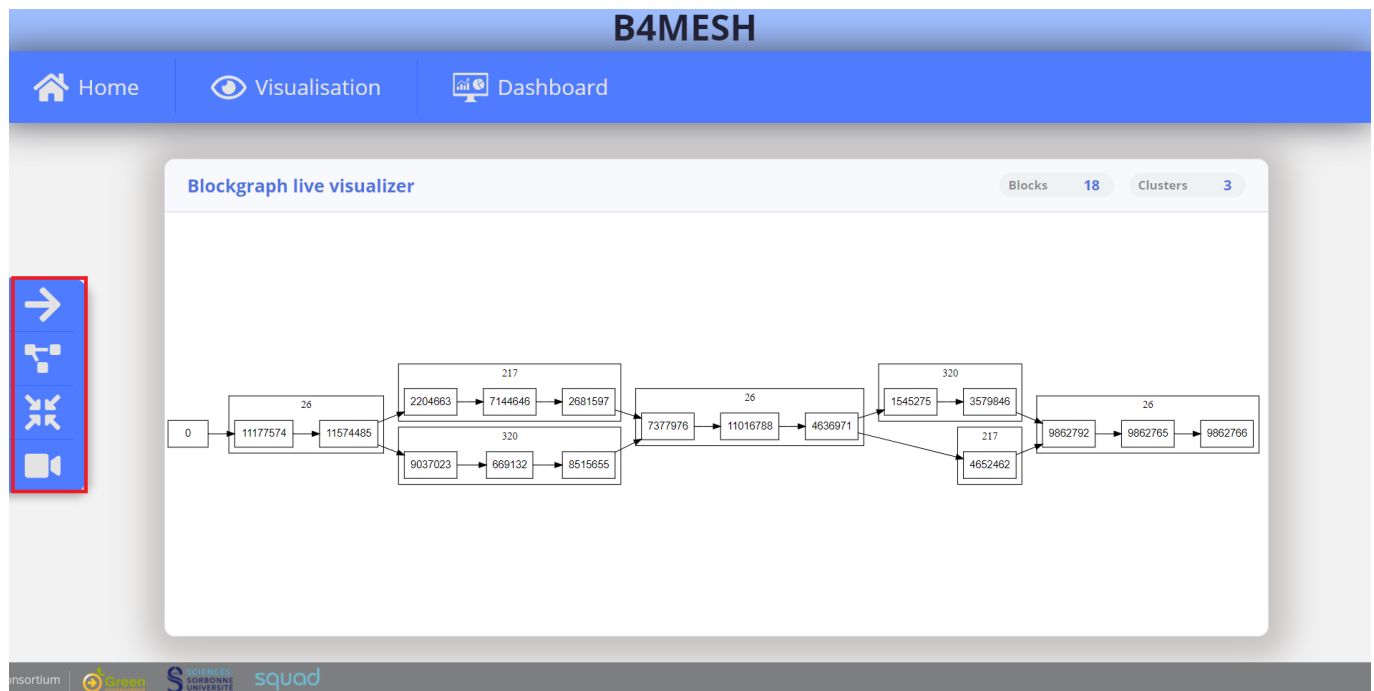 B4MESH
Home Visualisation Dashboard
Blockgraph live visualizer Blocks 18 Clusters 3
217
2204663 7144646 2681597
320
1545275 3579846
26
0 11177574 11574485
26
7377976 11016788 4636971
26
9862792 9862765 9862766
320
9037023 669132 8515655
217
4652462
onsortium Green SCIENCES SORBONNE UNIVERSITÉ squad